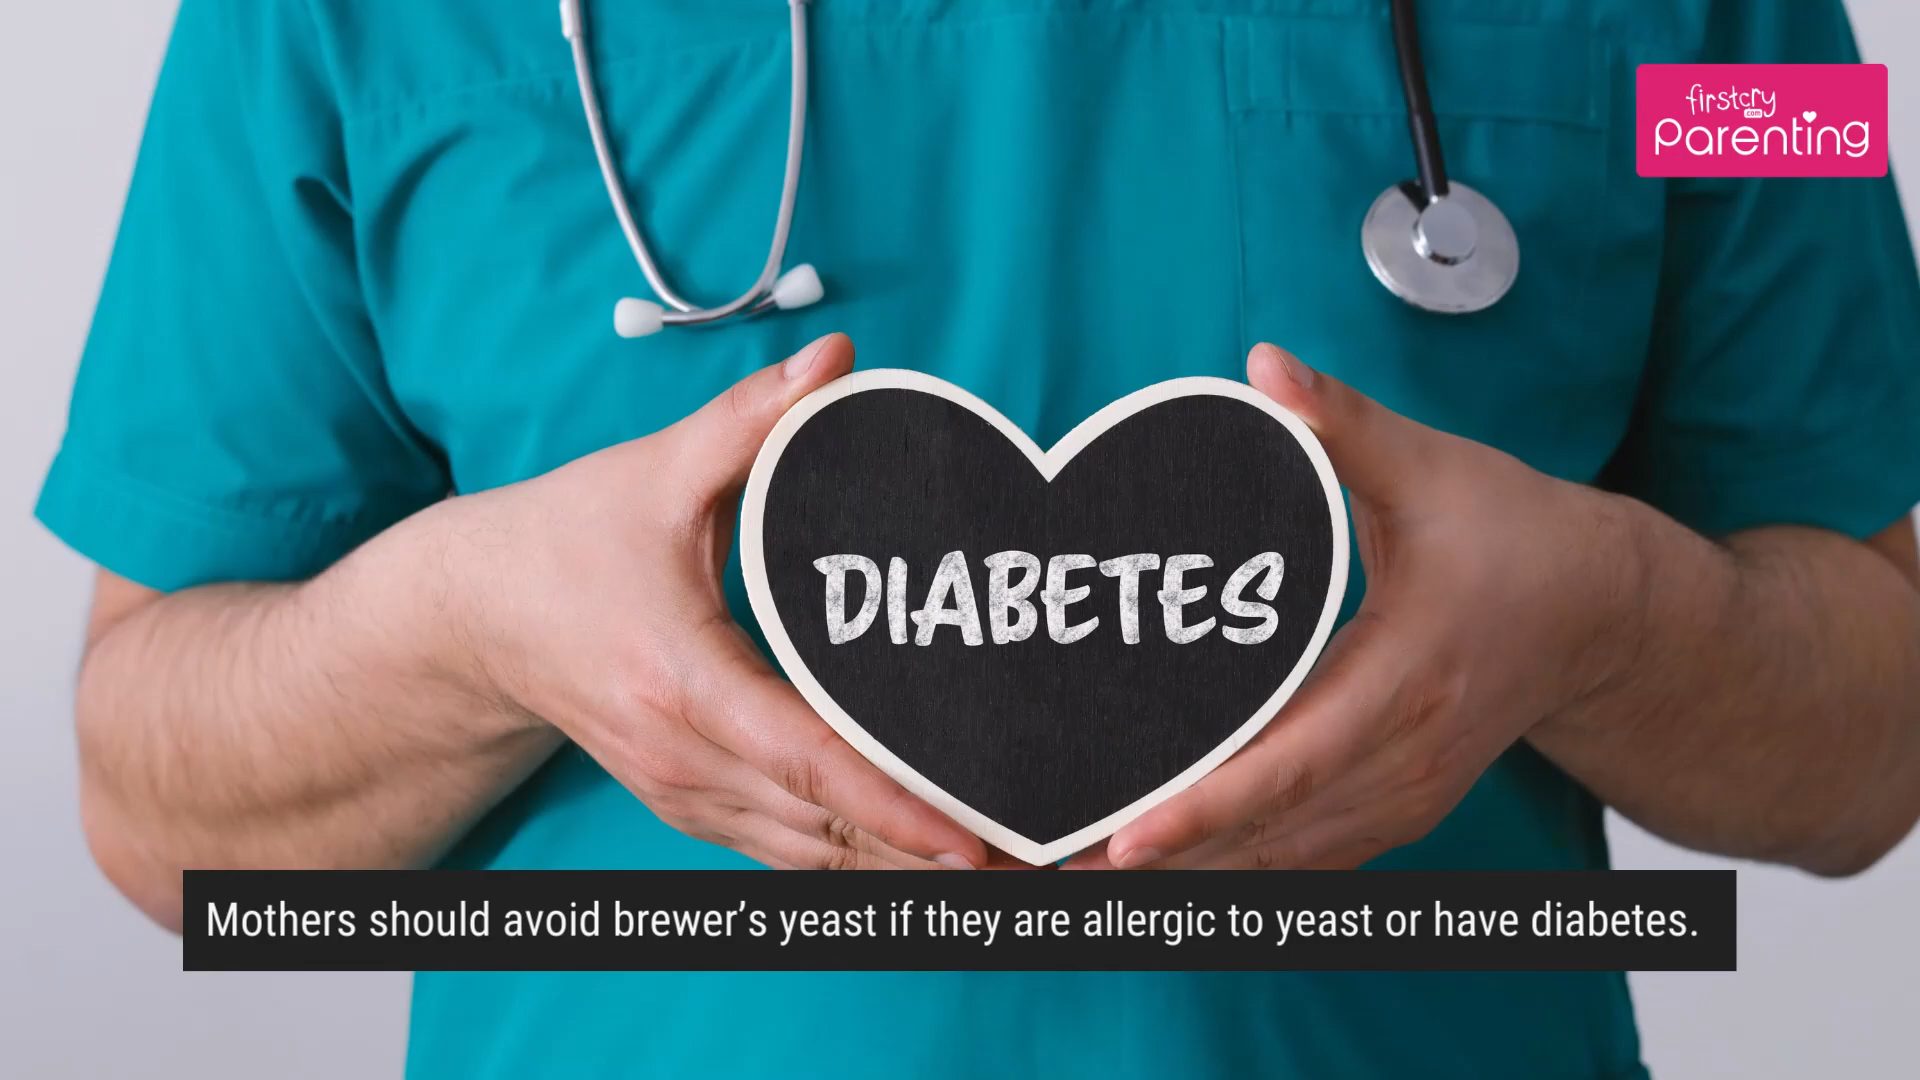 firstcry
.com
Parenting
DIABETES
Mothers should avoid brewer’s yeast if they are allergic to yeast or have diabetes.